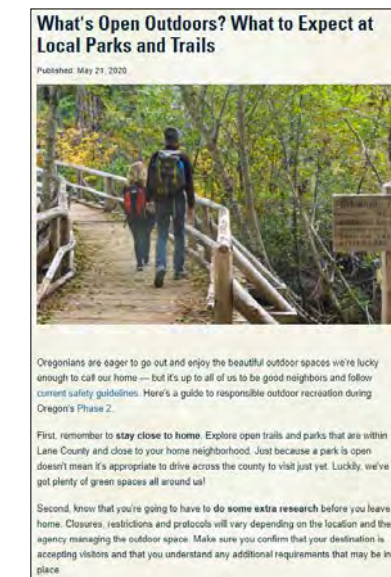 What's Open Outdoors? What to Expect at
Local Parks and Trails
Published: May 21, 2020
Oregonians are eager to go out and enjoy the beautiful outdoor spaces we're lucky
enough to call our home — but it's up to all of us to be good neighbors and follow
current safety guidelines. Here's a guide to responsible outdoor recreation during
Oregon's Phase 2.
First, remember to stay close to home. Explore open trails and parks that are within
Lane County and close to your home neighborhood. Just because a park is open
doesn't mean it's appropriate to drive across the county to visit just yet. Luckily, we've
got plenty of green spaces all around us!
Second, know that you're going to have to do some extra research before you leave
home. Closures, restrictions and protocols will vary depending on the location and the
agency managing the outdoor space. Make sure you confirm that your destination is
accepting visitors and that you understand any additional requirements that may be in
place.